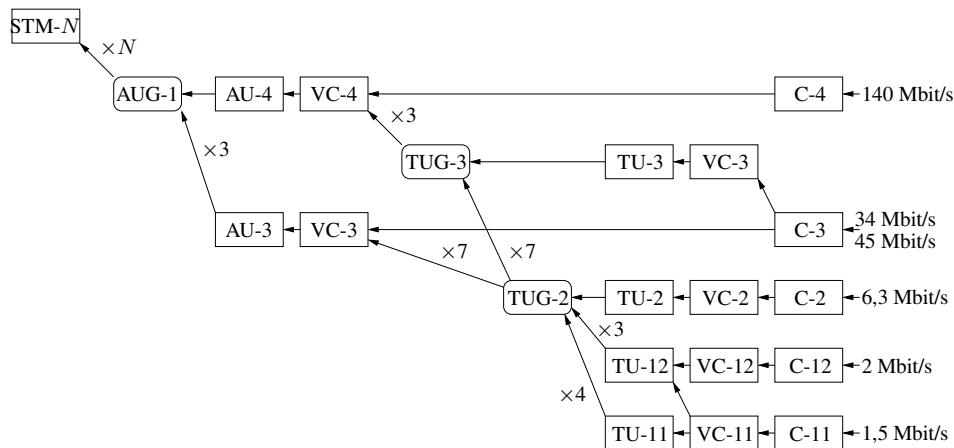 STM-N
×N
AUG-1 AU-4 VC-4 C-4 140 Mbit/s
×3
×3
TUG-3 TU-3 VC-3
AU-3 VC-3 C-3 34 Mbit/s
45 Mbit/s
×7 ×7
TUG-2 TU-2 VC-2 C-2 6,3 Mbit/s
×3
TU-12 VC-12 C-12 2 Mbit/s
×4
TU-11 VC-11 C-11 1,5 Mbit/s